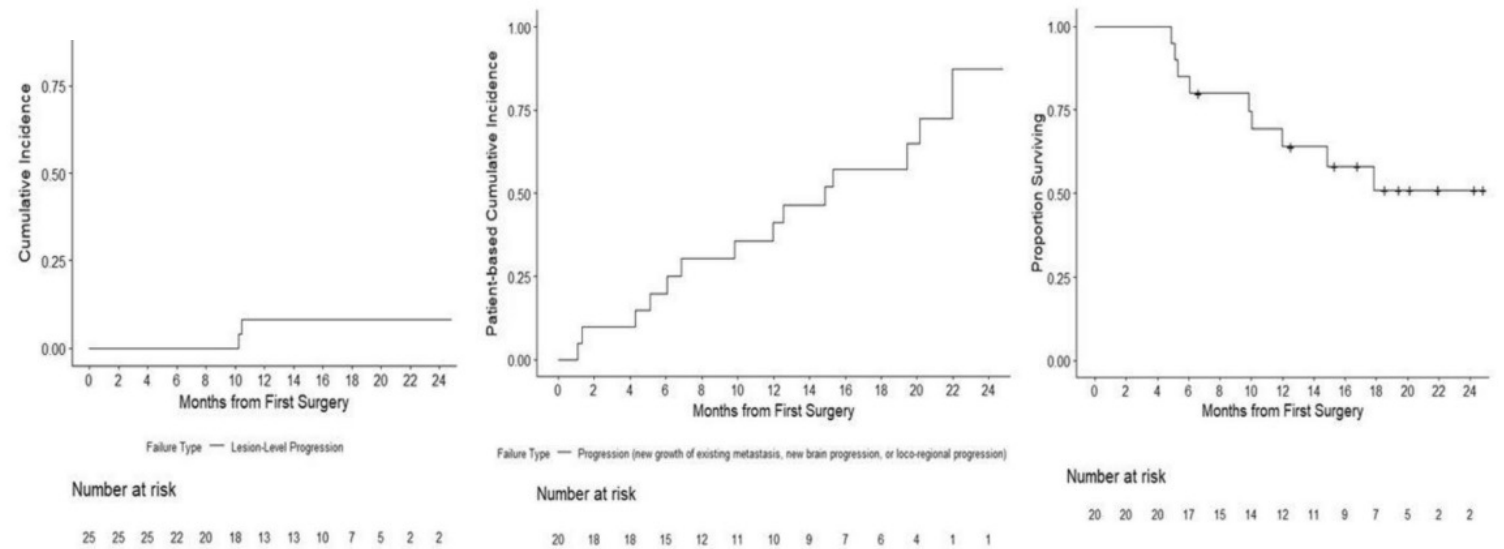 Cumulative Incidence
0.75
0.50
0.25
0.00
0 2 4 6 8 10 12 14 16 18 20 22 24
Months from First Surgery
Failure Type — Lesion-Level Progression
Number at risk
25 25 25 22 20 18 13 13 10 7 5 2 2
Patient-based Cumulative Incidence
1.00
0.75
0.50
0.25
0.00
0 2 4 6 8 10 12 14 16 18 20 22 24
Months from First Surgery
Failure Type — Progression (new growth of existing metastasis, new brain progression, or loco-regional progression)
Number at risk
20 18 18 15 12 11 10 9 7 6 4 1 1
Proportion Surviving
1.00
0.75
0.50
0.25
0.00
0 2 4 6 8 10 12 14 16 18 20 22 24
Months from First Surgery
Number at risk
20 20 20 17 15 14 12 11 9 7 5 2 2